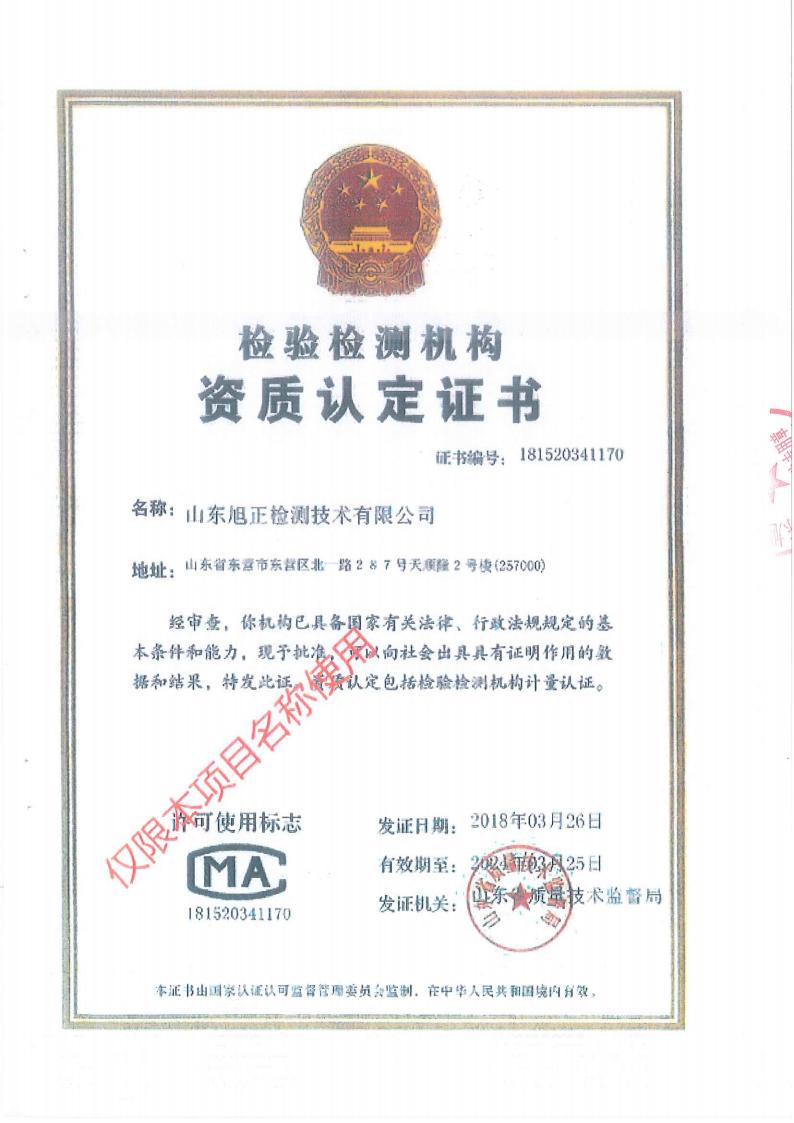 检验检测机构
资质认定证书
证书编号：181520341170
名称：山东旭正检测技术有限公司
地址：山东省东营市东营区北一路287号天顺隆2号楼(257000)
经审查，你机构已具备国家有关法律、行政法规规定的基
本条件和能力，现予批准，可以向社会出具具有证明作用的数
据和结果，特发此证。资质认定包括检验检测机构计量认证。
仅限本项目名称使用
许可使用标志
MA
181520341170
发证日期：2018年03月26日
有效期至：2024年03月25日
发证机关：山东省质量技术监督局
本证书由国家认证认可监督管理委员会监制，在中华人民共和国境内有效。